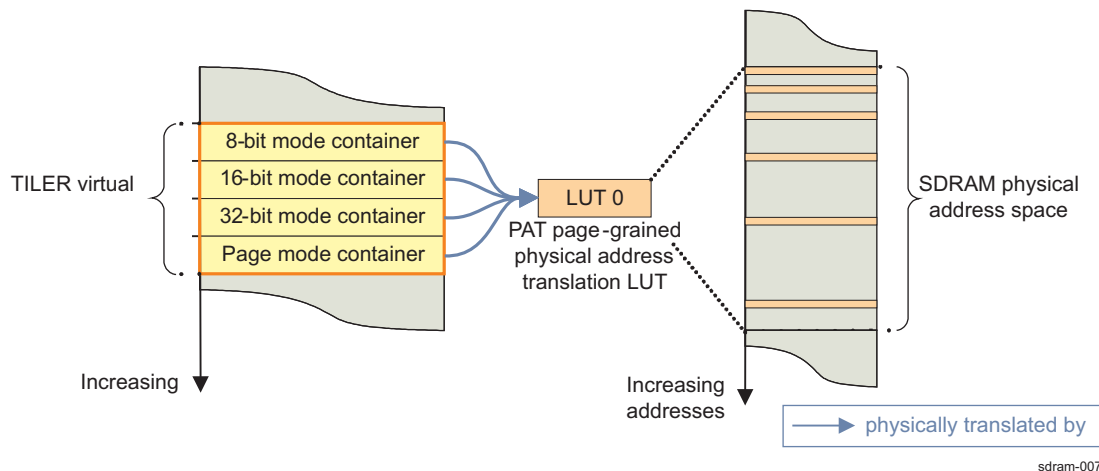 8-bit mode container
16-bit mode container
32-bit mode container
Page mode container
TILER virtual
Increasing
LUT 0
PAT page-grained
physical address
translation LUT
SDRAM physical
address space
Increasing
addresses
physically translated by
sdram-007